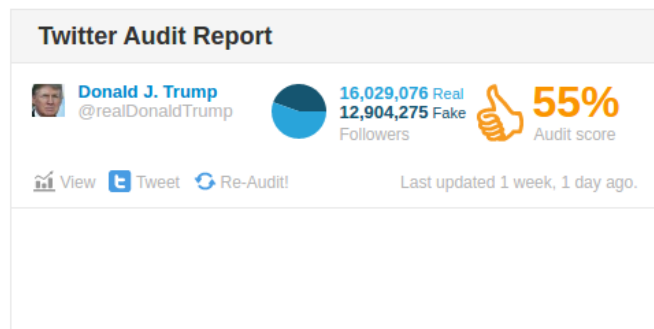 Twitter Audit Report
Donald J. Trump
@realDonaldTrump
16,029,076 Real
12,904,275 Fake
Followers
55%
Audit score
View
Tweet
Re-Audit!
Last updated 1 week, 1 day ago.